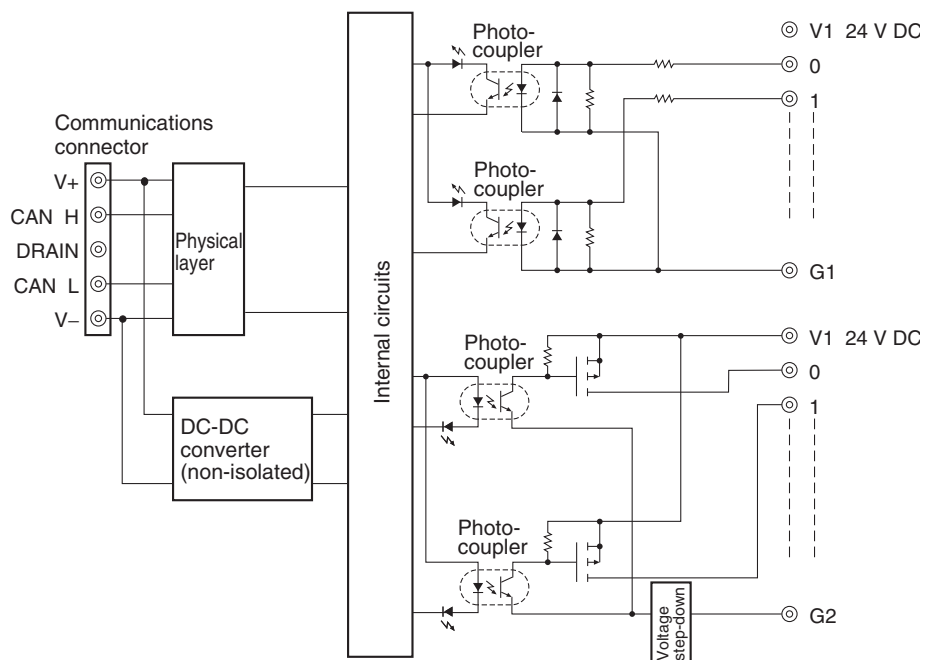 Communications
connector
V+
CAN H
DRAIN
CAN L
V–
Physical
layer
DC-DC
converter
(non-isolated)
Internal circuits
Photo-
coupler
Photo-
coupler
V1 24 V DC
0
1
G1
Photo-
coupler
Photo-
coupler
V1 24 V DC
0
1
Voltage
step-down
G2